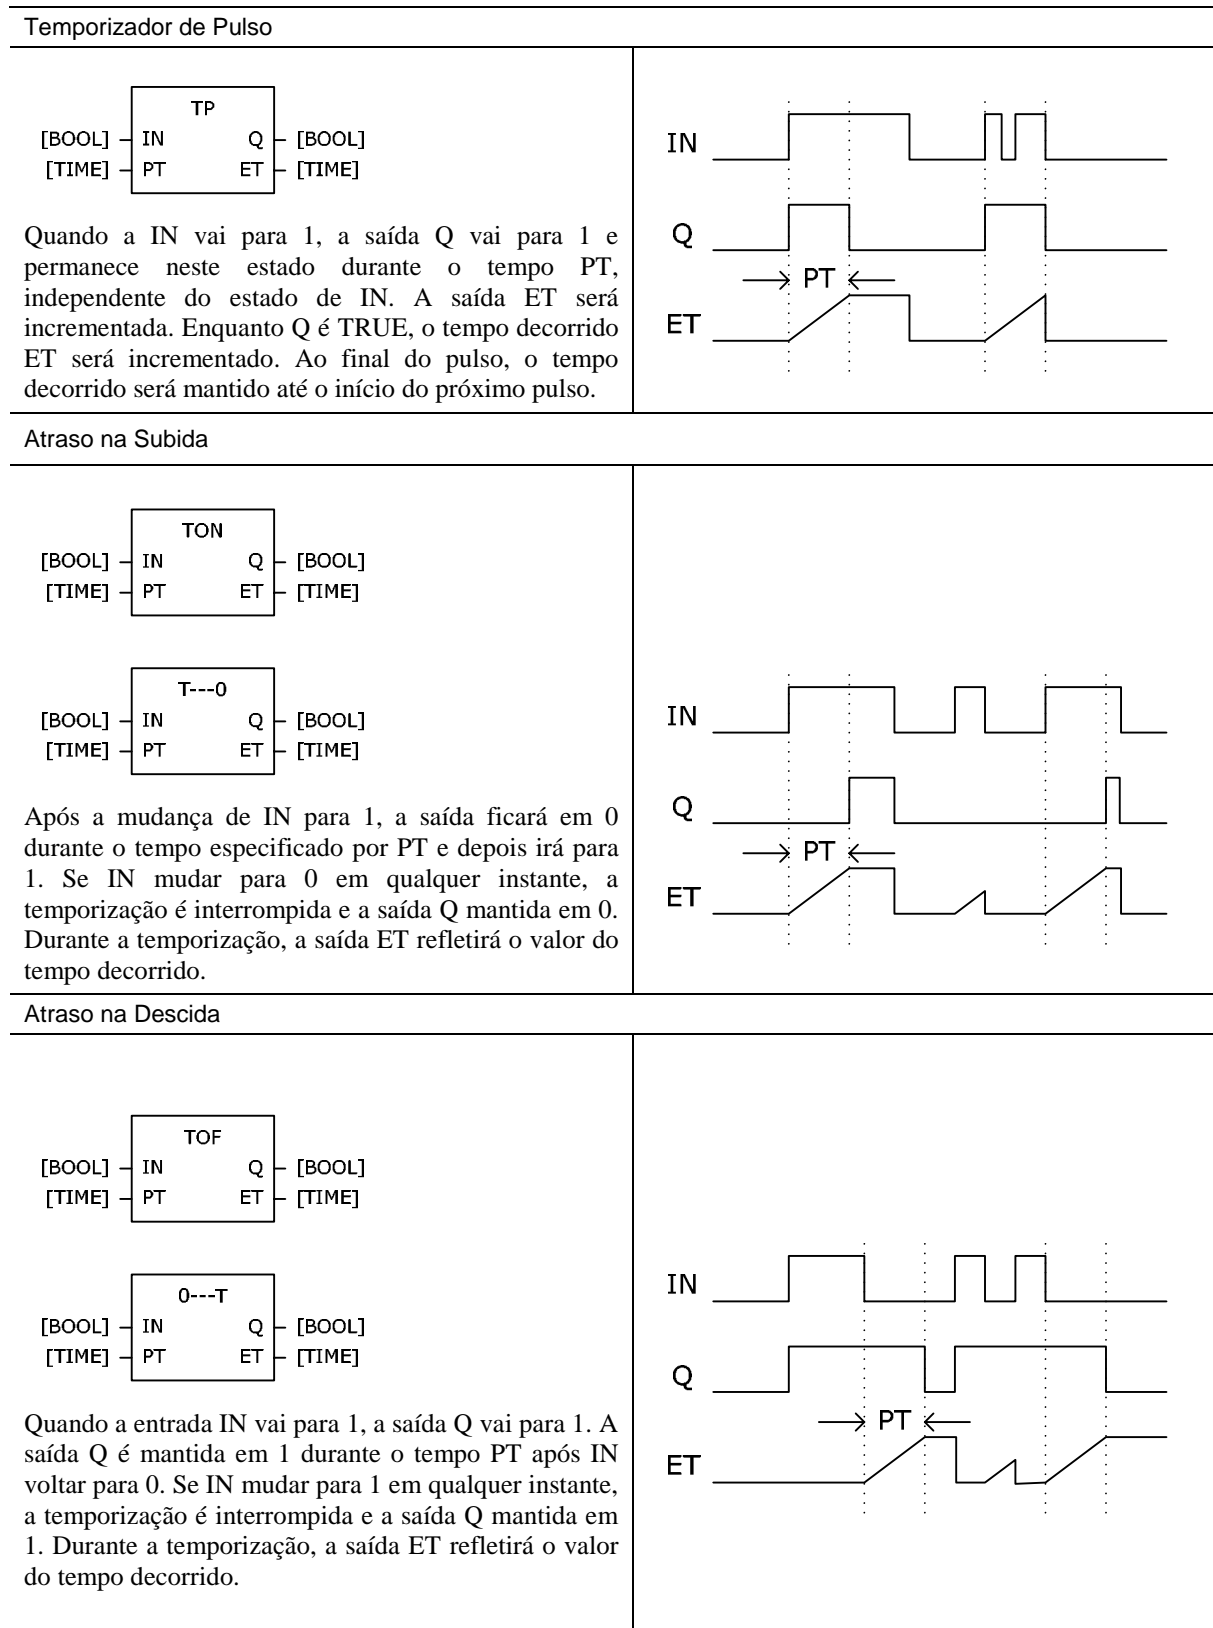 Temporizador de Pulso
TP
[BOOL] IN Q [BOOL]
[TIME] PT ET [TIME]
Quando a IN vai para 1, a saída Q vai para 1 e
permanece neste estado durante o tempo PT,
independente do estado de IN. A saída ET será
incrementada. Enquanto Q é TRUE, o tempo decorrido
ET será incrementado. Ao final do pulso, o tempo
decorrido será mantido até o início do próximo pulso.
IN
Q
PT
ET
Atraso na Subida
TON
[BOOL] IN Q [BOOL]
[TIME] PT ET [TIME]
T---0
[BOOL] IN Q [BOOL]
[TIME] PT ET [TIME]
Após a mudança de IN para 1, a saída ficará em 0
durante o tempo especificado por PT e depois irá para
1. Se IN mudar para 0 em qualquer instante, a
temporização é interrompida e a saída Q mantida em 0.
Durante a temporização, a saída ET refletirá o valor do
tempo decorrido.
IN
Q
PT
ET
Atraso na Descida
TOF
[BOOL] IN Q [BOOL]
[TIME] PT ET [TIME]
0---T
[BOOL] IN Q [BOOL]
[TIME] PT ET [TIME]
Quando a entrada IN vai para 1, a saída Q vai para 1. A
saída Q é mantida em 1 durante o tempo PT após IN
voltar para 0. Se IN mudar para 1 em qualquer instante,
a temporização é interrompida e a saída Q mantida em
1. Durante a temporização, a saída ET refletirá o valor
do tempo decorrido.
IN
Q
PT
ET